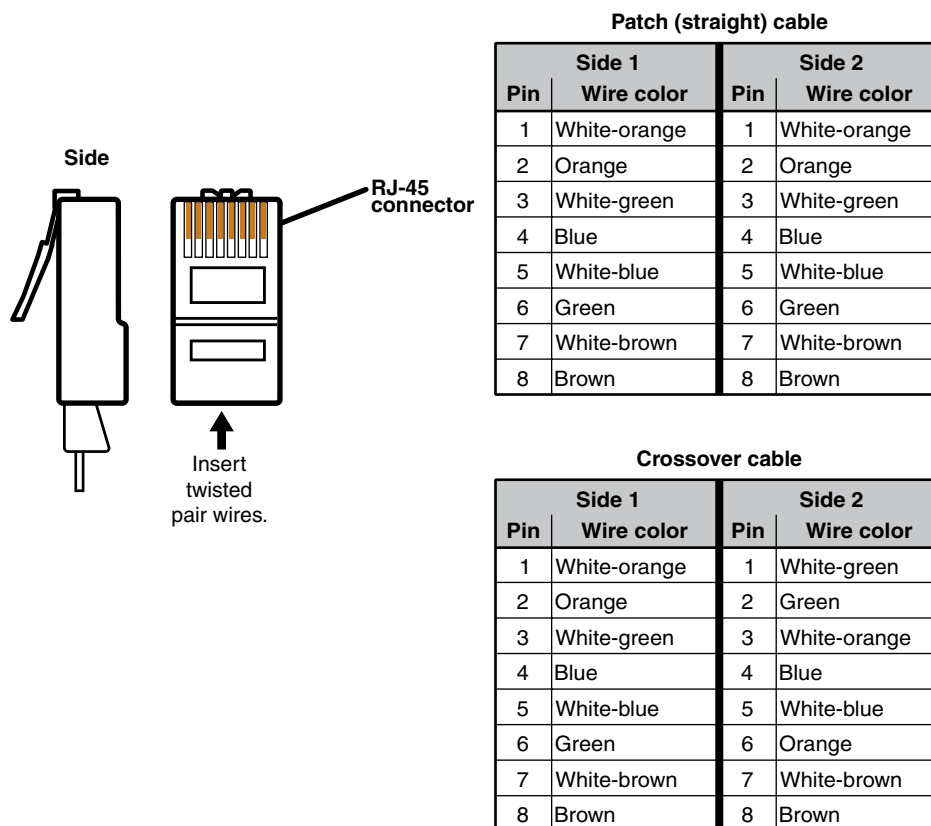 Side
RJ-45
connector
Insert
twisted
pair wires.
Patch (straight) cable
Side 1 Side 2
Pin Wire color Pin Wire color
1 White-orange 1 White-orange
2 Orange 2 Orange
3 White-green 3 White-green
4 Blue 4 Blue
5 White-blue 5 White-blue
6 Green 6 Green
7 White-brown 7 White-brown
8 Brown 8 Brown
Crossover cable
Side 1 Side 2
Pin Wire color Pin Wire color
1 White-orange 1 White-green
2 Orange 2 Green
3 White-green 3 White-orange
4 Blue 4 Blue
5 White-blue 5 White-blue
6 Green 6 Orange
7 White-brown 7 White-brown
8 Brown 8 Brown